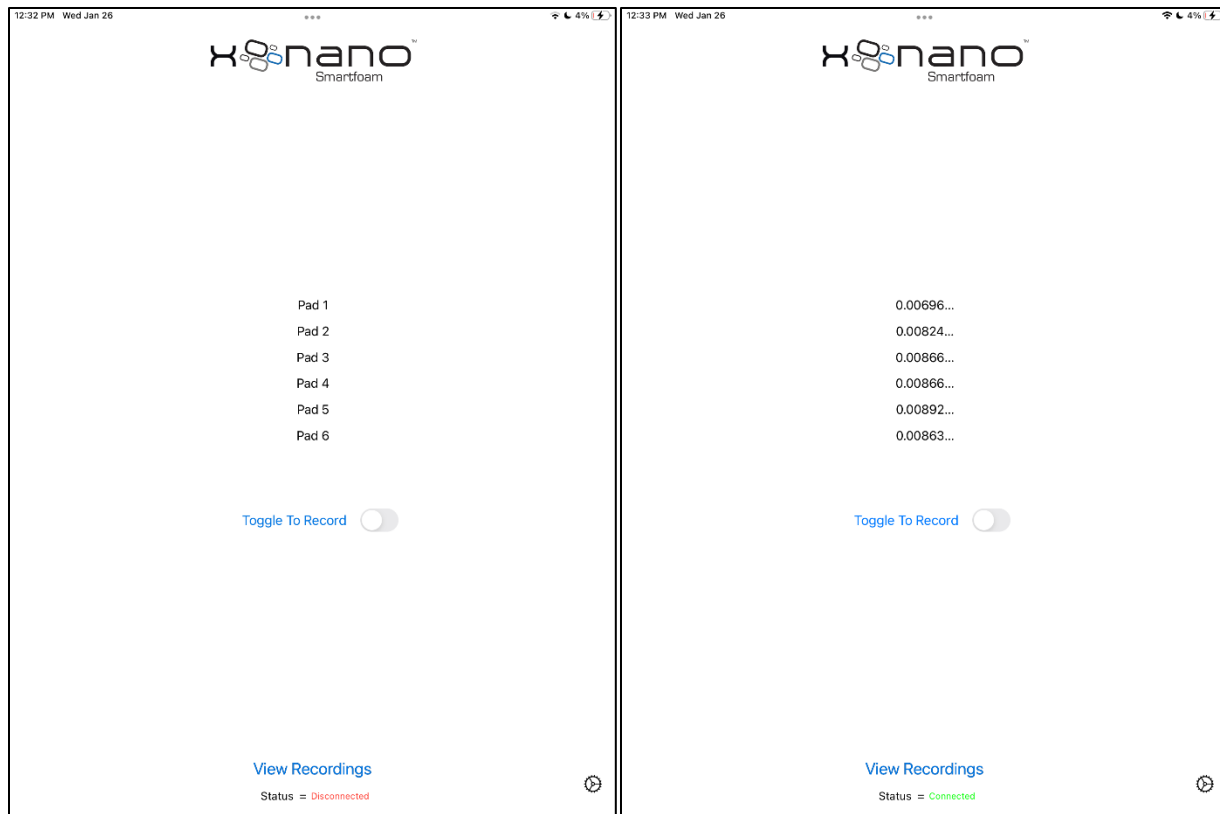 12:32 PM Wed Jan 26
4%
xnano™
Smartfoam
Pad 1
Pad 2
Pad 3
Pad 4
Pad 5
Pad 6
Toggle To Record
View Recordings
Status = Disconnected
12:33 PM Wed Jan 26
4%
xnano™
Smartfoam
0.00696...
0.00824...
0.00866...
0.00866...
0.00892...
0.00863...
Toggle To Record
View Recordings
Status = Connected